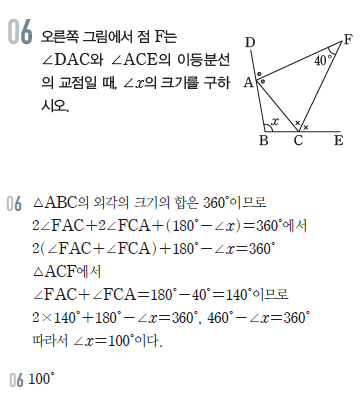 06 오른쪽 그림에서 점 F는
∠DAC와 ∠ACE의 이등분선
의 교점일 때, ∠x의 크기를 구하
시오.
D
F
40°
A
x
B C E
06 △ABC의 외각의 크기의 합은 360°이므로
2∠FAC+2∠FCA+(180°-∠x)=360°에서
2(∠FAC+∠FCA)+180°-∠x=360°
△ACF에서
∠FAC+∠FCA=180°-40°=140°이므로
2×140°+180°-∠x=360°, 460°-∠x=360°
따라서 ∠x=100°이다.
06 100°